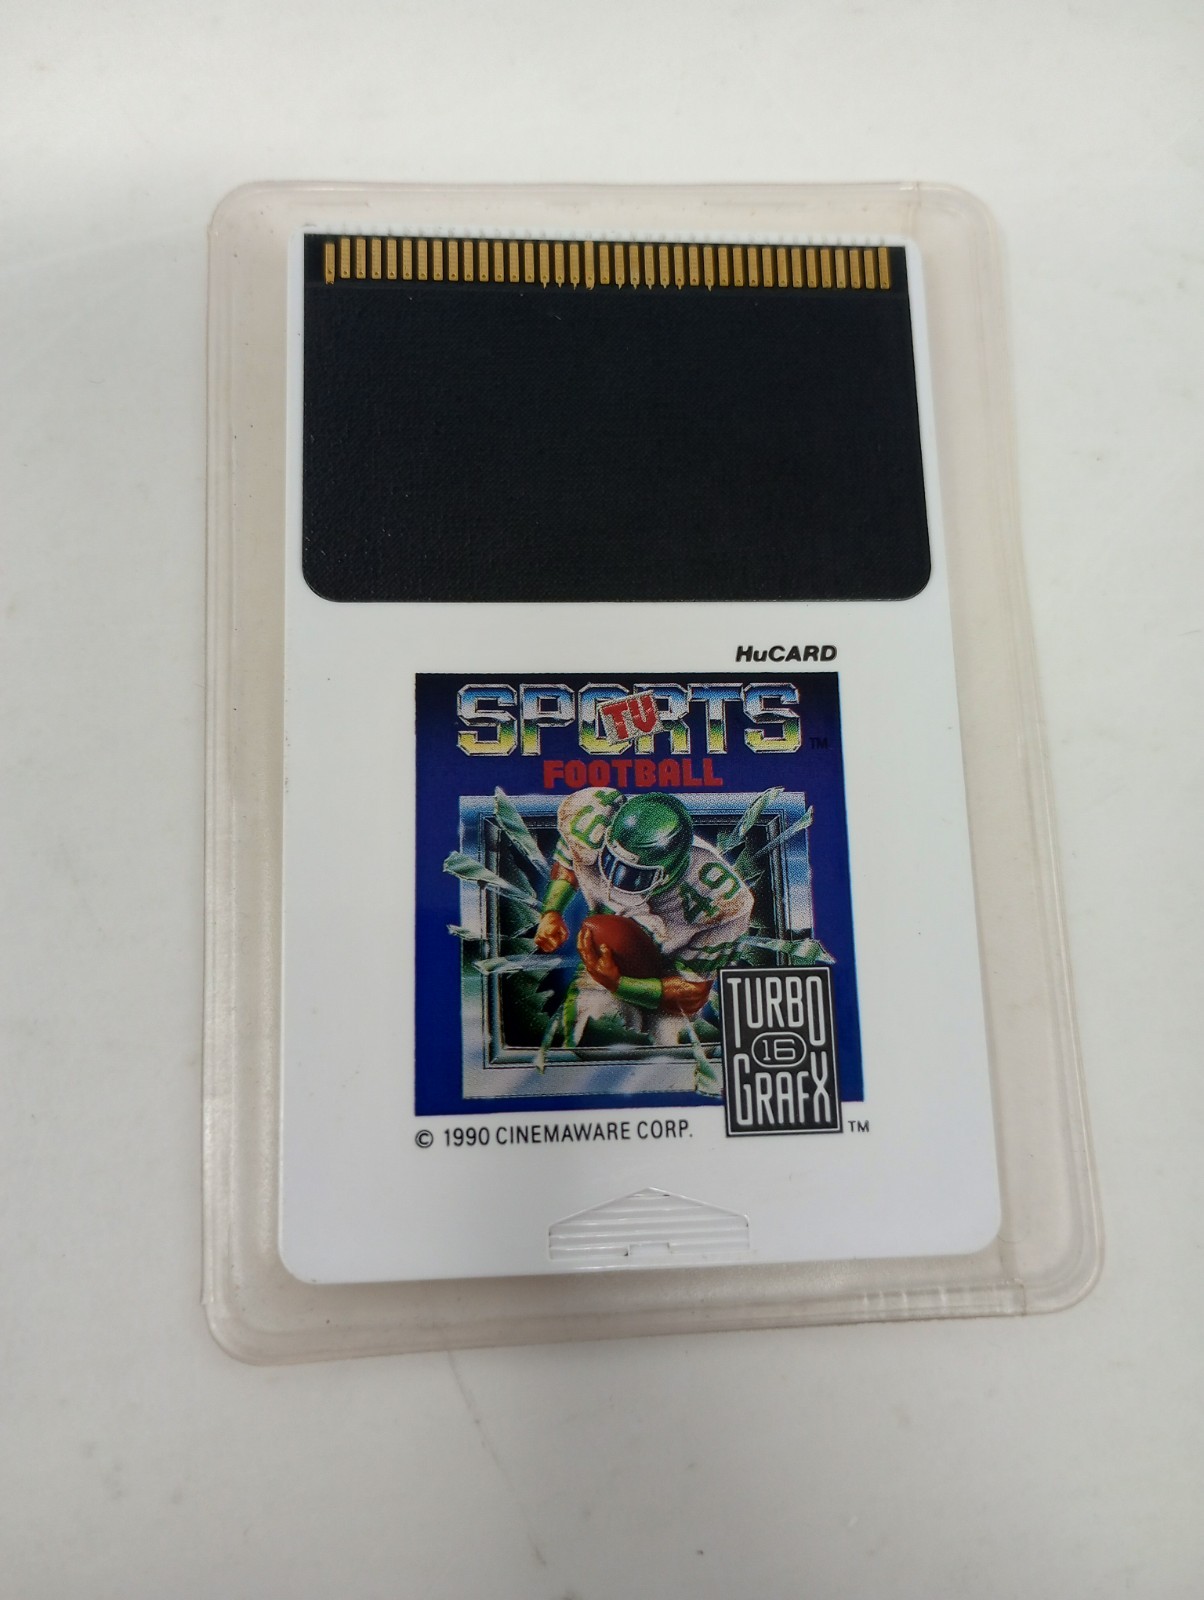 HuCARD
SPORTS
TV
™
FOOTBALL
49
TURBO
16
GRAFX
™
© 1990 CINEMAWARE CORP.